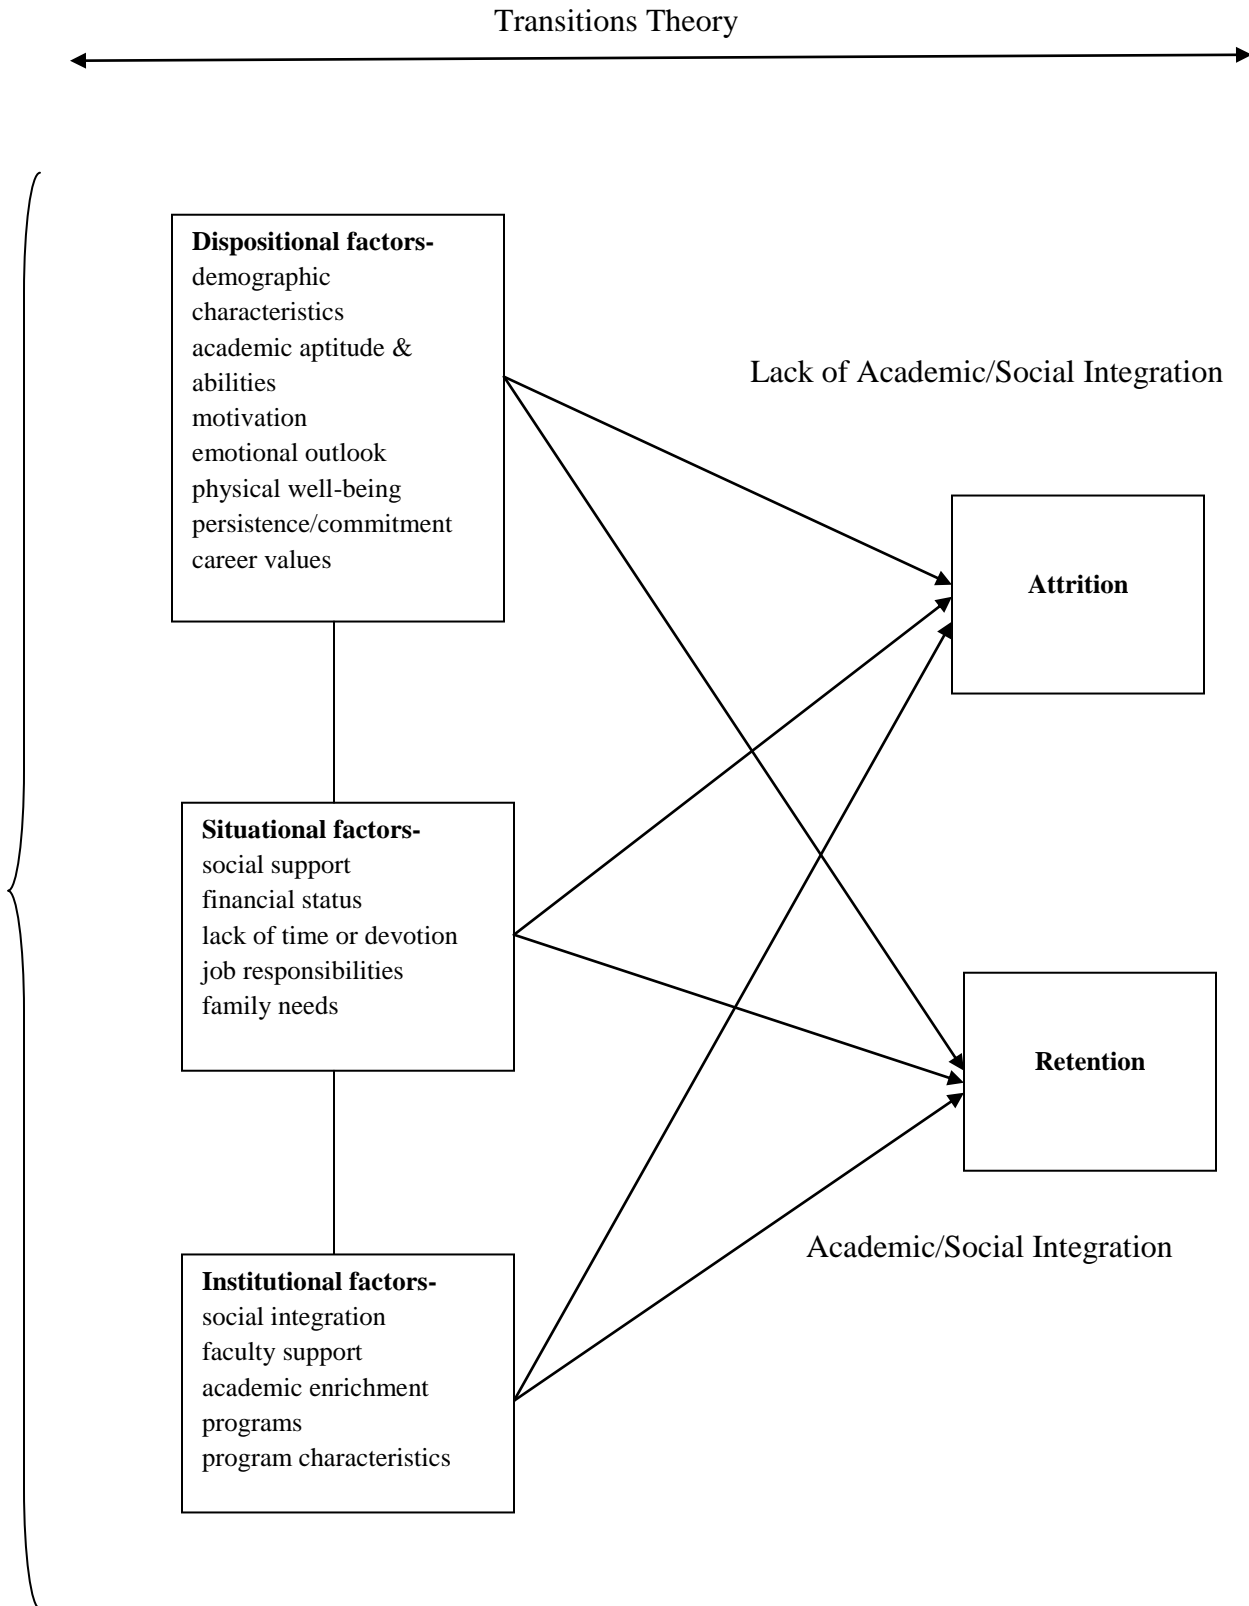 Transitions Theory
Dispositional factors-
demographic
characteristics
academic aptitude &
abilities
motivation
emotional outlook
physical well-being
persistence/commitment
career values
Lack of Academic/Social Integration
Attrition
Situational factors-
social support
financial status
lack of time or devotion
job responsibilities
family needs
Retention
Academic/Social Integration
Institutional factors-
social integration
faculty support
academic enrichment
programs
program characteristics